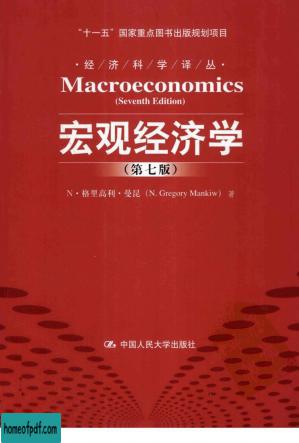 "十一五"国家重点图书出版规划项目
·经/济/科/学/译/丛·
Macroeconomics
(Seventh Edition)
宏观经济学
(第七版)
N·格里高利·曼昆 (N. Gregory Mankiw) 著
中国人民大学出版社
homeofpdf.com